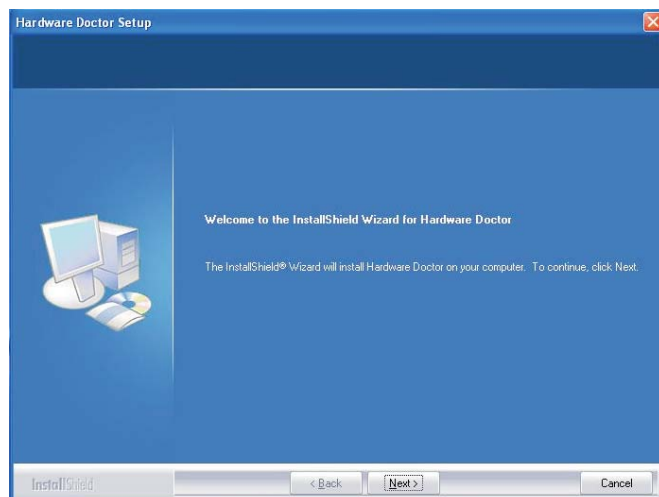 Hardware Doctor Setup
Welcome to the InstallShield Wizard for Hardware Doctor
The InstallShield® Wizard will install Hardware Doctor on your computer. To continue, click Next.
InstallShield
< Back
Next >
Cancel